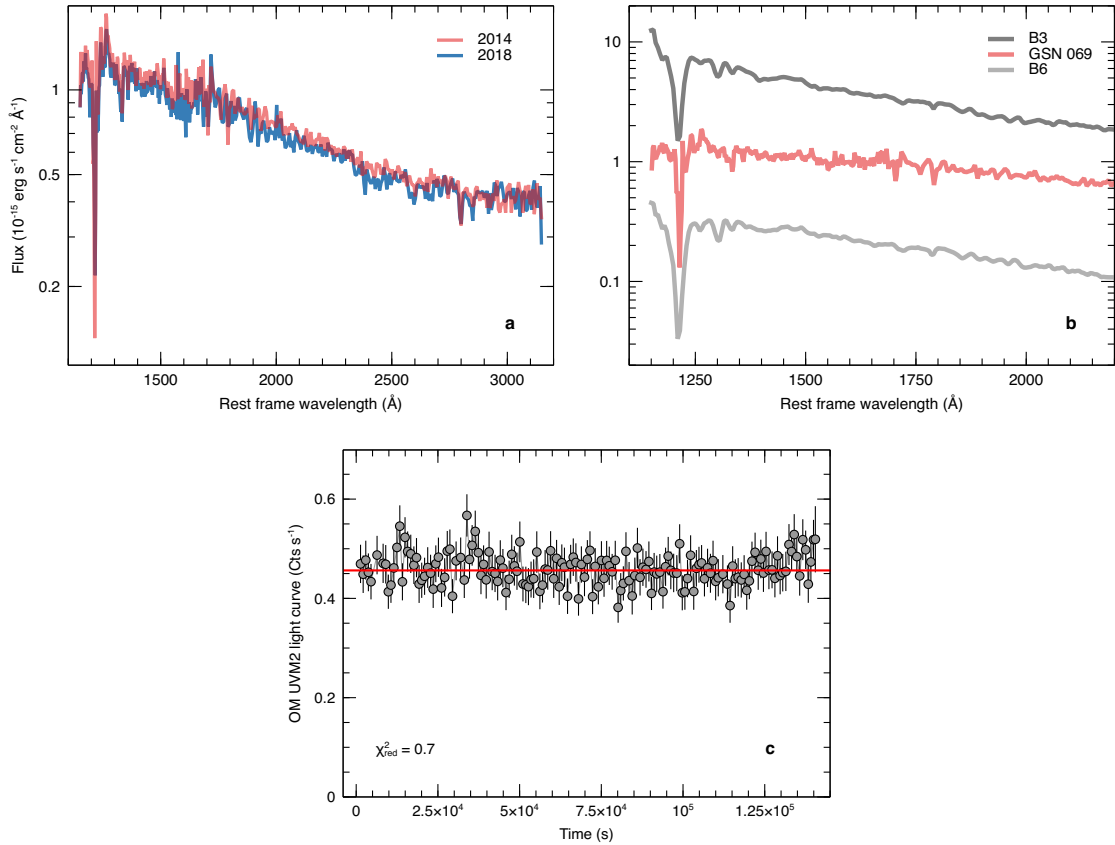 2014
2018
1
0.5
0.2
Flux (10⁻¹⁵ erg s⁻¹ cm⁻² Å⁻¹)
a
1500 2000 2500 3000
Rest frame wavelength (Å)
B3
GSN 069
B6
10
1
0.1
b
1250 1500 1750 2000
Rest frame wavelength (Å)
0.6
0.4
0.2
0
OM UVM2 light curve (Cts s⁻¹)
χ²red = 0.7
c
0 2.5×10⁴ 5×10⁴ 7.5×10⁴ 10⁵ 1.25×10⁵
Time (s)